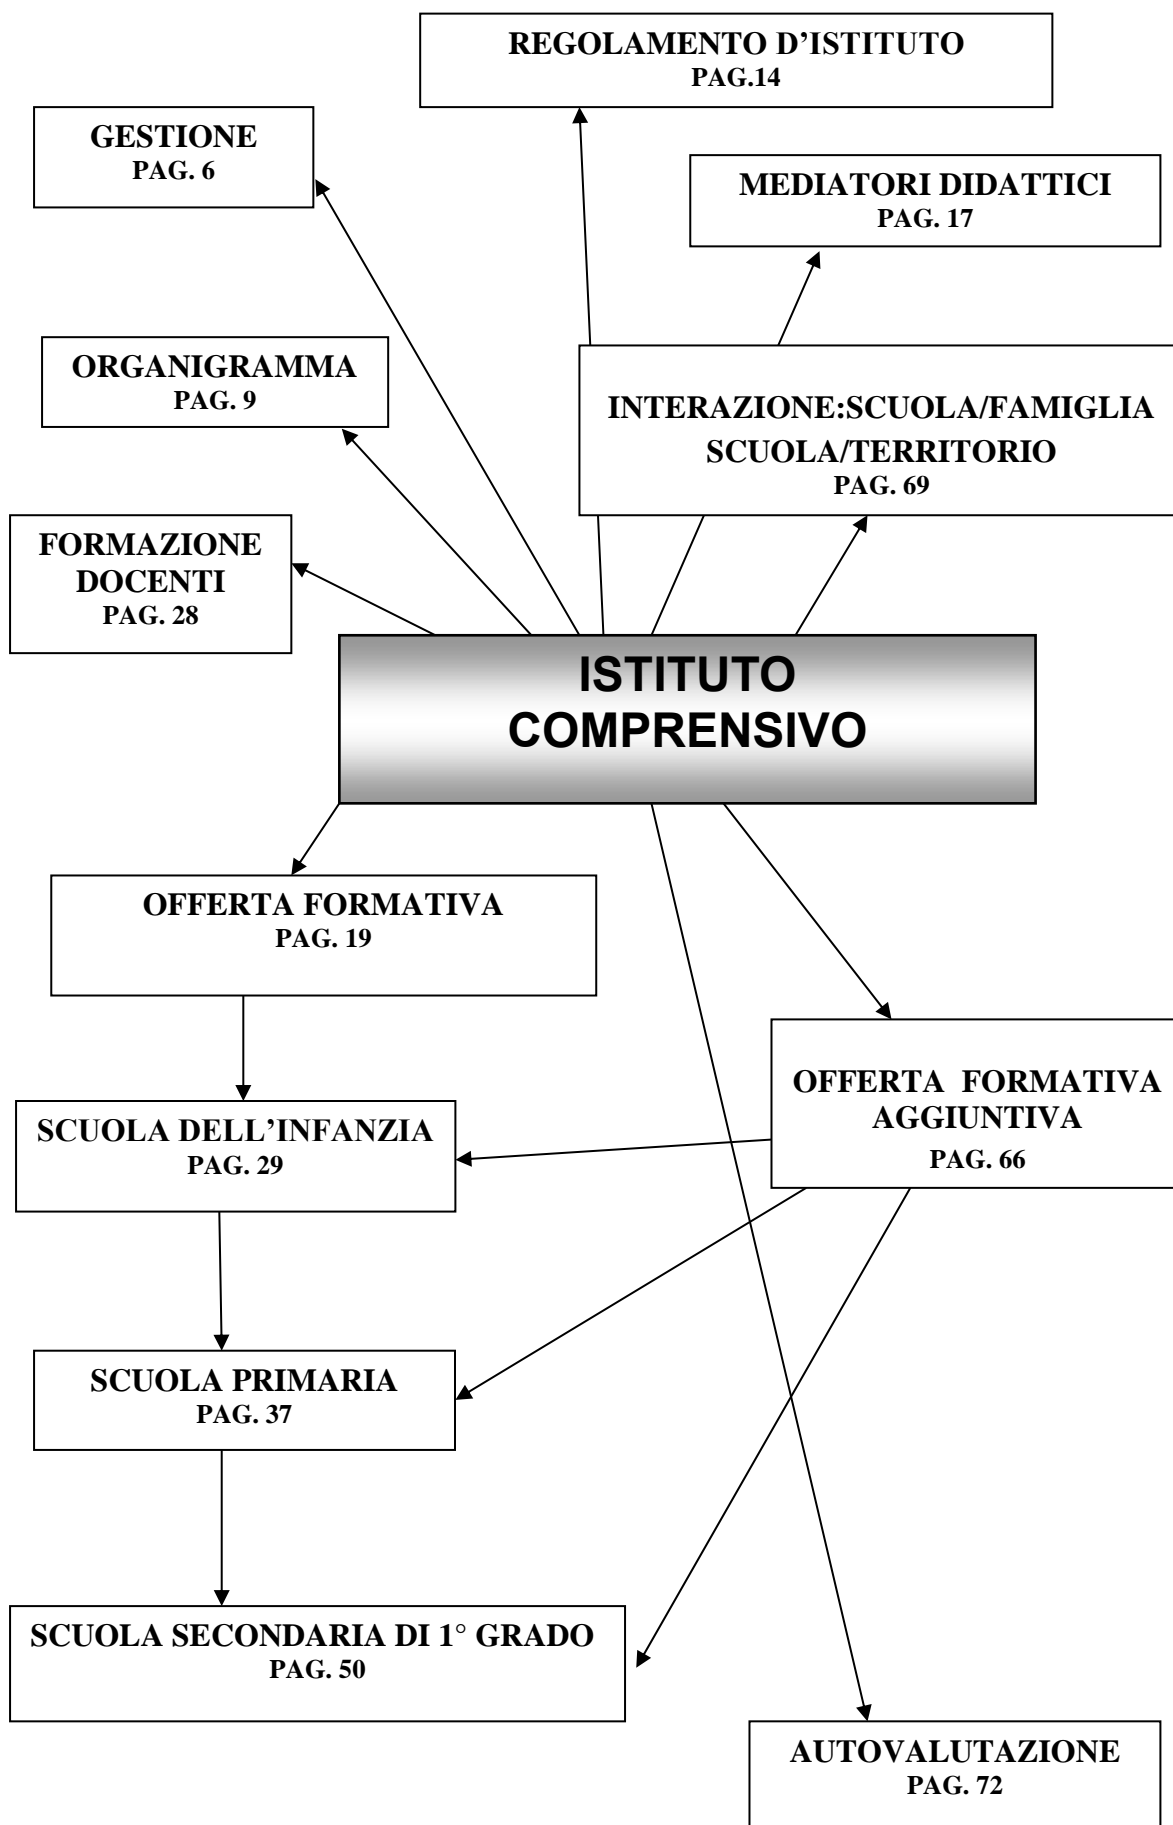 REGOLAMENTO D’ISTITUTO
PAG.14
GESTIONE
PAG. 6
MEDIATORI DIDATTICI
PAG. 17
ORGANIGRAMMA
PAG. 9
INTERAZIONE:SCUOLA/FAMIGLIA
SCUOLA/TERRITORIO
PAG. 69
FORMAZIONE
DOCENTI
PAG. 28
ISTITUTO
COMPRENSIVO
OFFERTA FORMATIVA
PAG. 19
OFFERTA  FORMATIVA
AGGIUNTIVA
PAG. 66
SCUOLA DELL’INFANZIA
PAG. 29
SCUOLA PRIMARIA
PAG. 37
SCUOLA SECONDARIA DI 1° GRADO
PAG. 50
AUTOVALUTAZIONE
PAG. 72